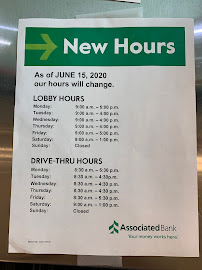 New Hours
As of JUNE 15, 2020
our hours will change.
LOBBY HOURS
Monday: 9:00 a.m. – 5:00 p.m.
Tuesday: 9:00 a.m. – 4:00 p.m.
Wednesday: 9:00 a.m. – 4:00 p.m.
Thursday: 9:00 a.m. – 4:00 p.m.
Friday: 9:00 a.m. – 5:00 p.m.
Saturday: 9:00 a.m. – 1:00 p.m.
Sunday: Closed
DRIVE-THRU HOURS
Monday: 8:30 a.m. – 5:30 p.m.
Tuesday: 8:30 a.m. – 4:30p.m.
Wednesday: 8:30 a.m. – 4:30 p.m.
Thursday: 8:30 a.m. – 4:30 p.m.
Friday: 8:30 a.m. – 5:30 p.m.
Saturday: 9:00 a.m. – 1:00 p.m.
Sunday: Closed
Associated Bank
Your money works here.